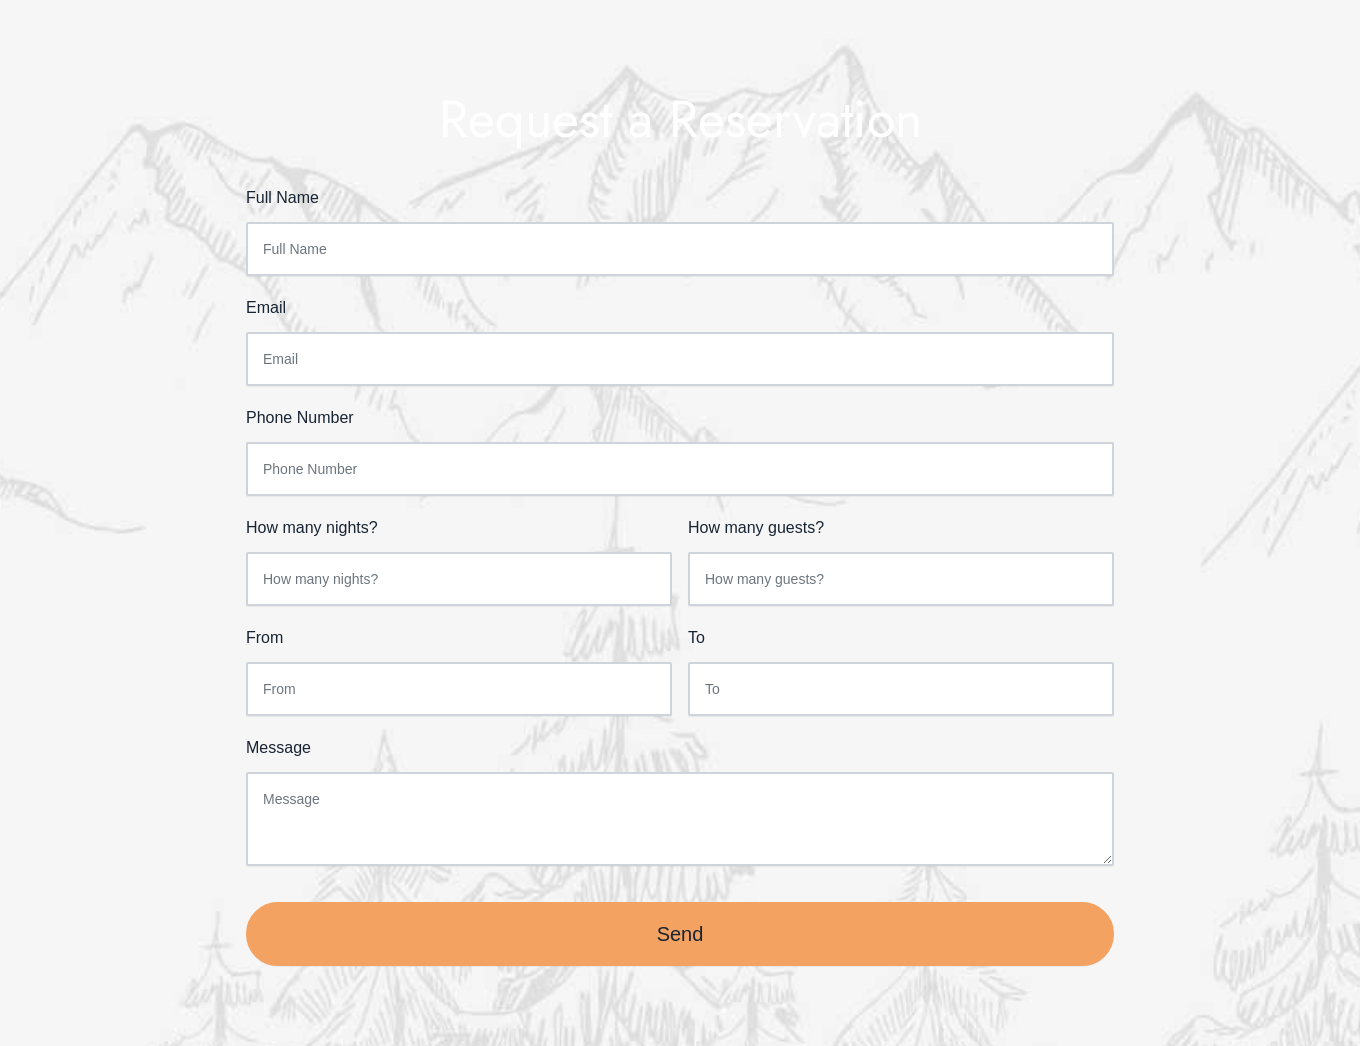 Request a Reservation
Full Name
Full Name
Email
Email
Phone Number
Phone Number
How many nights? How many guests?
How many nights? How many guests?
From To
From To
Message
Message
Send